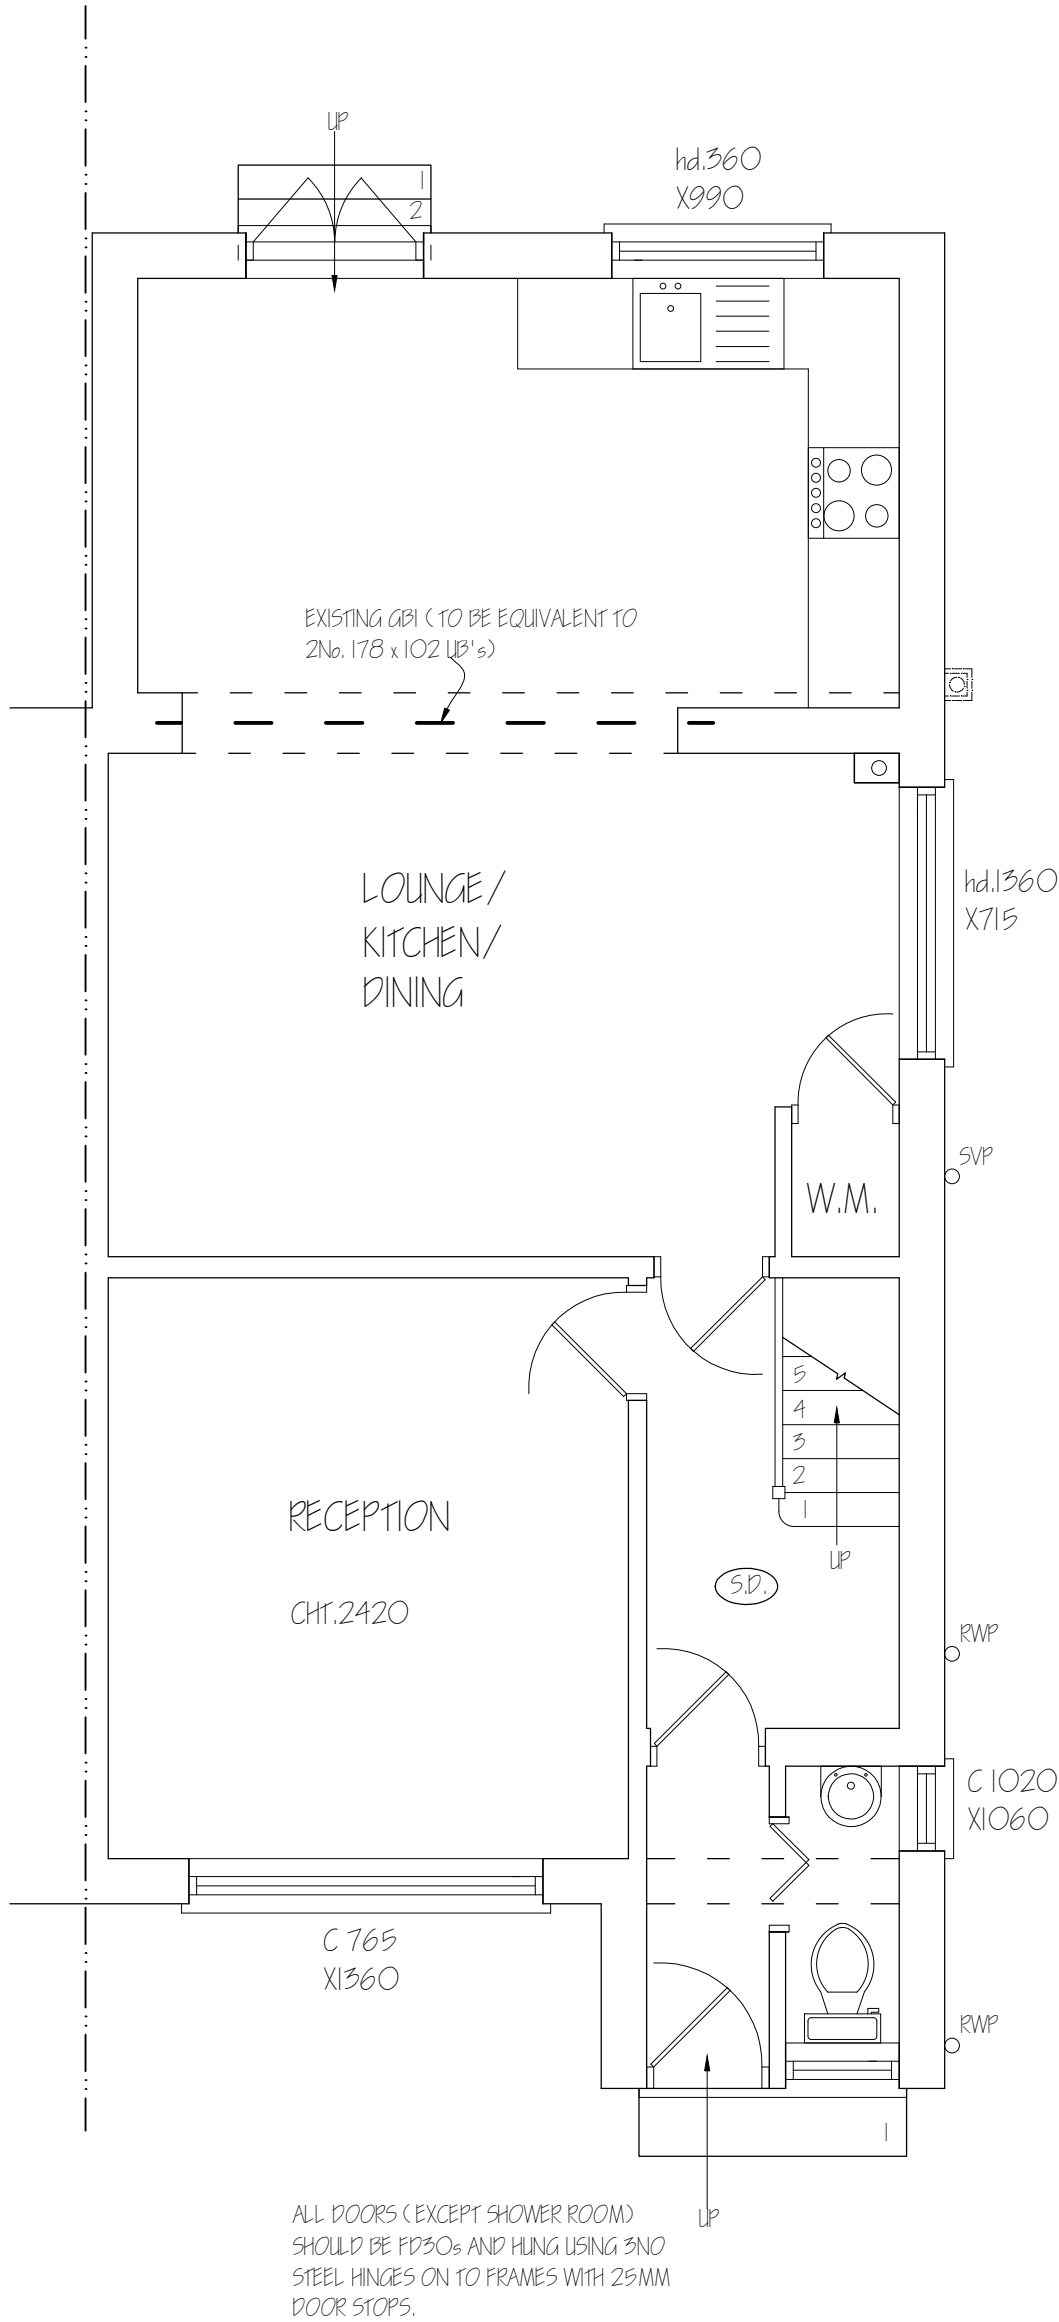 UP
hd.360
X990
1
2
EXISTING GB1 (TO BE EQUIVALENT TO
2No. 178 x 102 UB's)
LOUNGE/
KITCHEN/
DINING
hd.1360
X715
SVP
W.M.
5
4
3
2
1
UP
RECEPTION
CHT.2420
S.D.
RWP
C 1020
X1060
C 765
X1360
RWP
1
UP
ALL DOORS (EXCEPT SHOWER ROOM)
SHOULD BE FD30s AND HUNG USING 3NO
STEEL HINGES ON TO FRAMES WITH 25MM
DOOR STOPS.